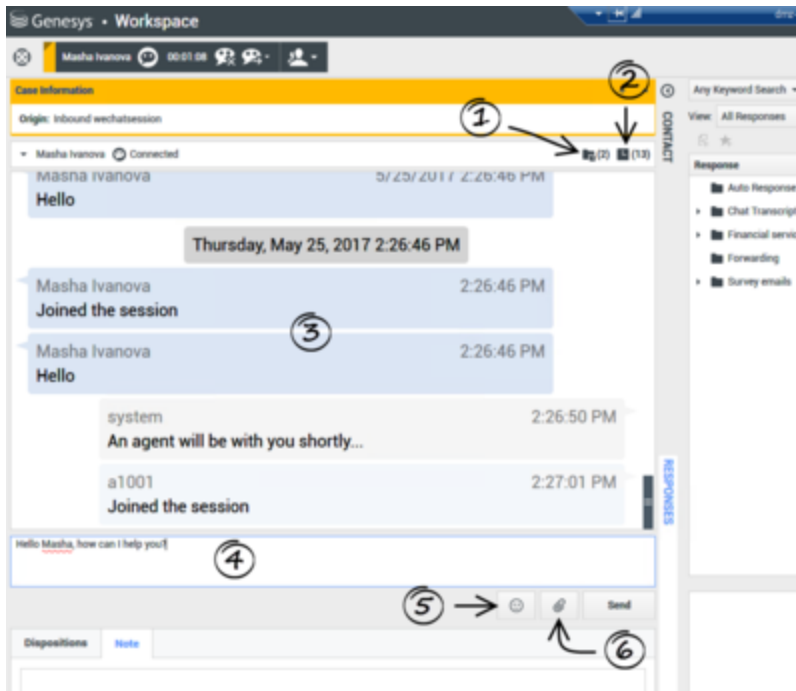 Genesys • Workspace
Masha Ivanova 00:01:08
Case Information
Origin: Inbound wechatsession
Masha Ivanova Connected (2) (13)
1
2
Masha Ivanova 5/25/2017 2:26:46 PM
Hello
Thursday, May 25, 2017 2:26:46 PM
Masha Ivanova 2:26:46 PM
Joined the session
3
Masha Ivanova 2:26:46 PM
Hello
system 2:26:50 PM
An agent will be with you shortly...
a1001 2:27:01 PM
Joined the session
Hello Masha, how can I help you?
4
5
Send
6
Dispositions Note
CONTACT
RESPONSES
Any Keyword Search
View: All Responses
Response
Auto Response
Chat Transcrip
Financial servic
Forwarding
Survey emails